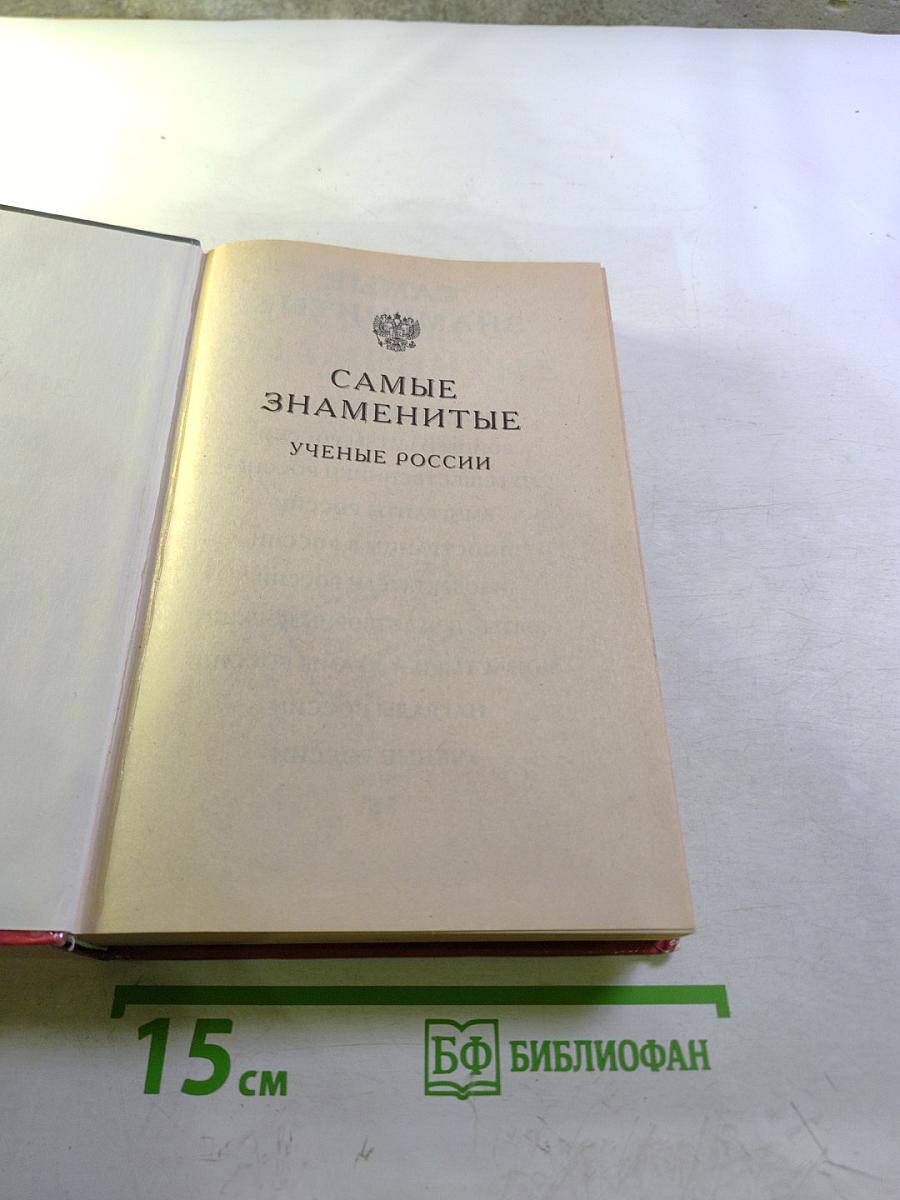 САМЫЕ
ЗНАМЕНИТЫЕ
УЧЕНЫЕ РОССИИ
15 см
БФ БИБЛИОФАН